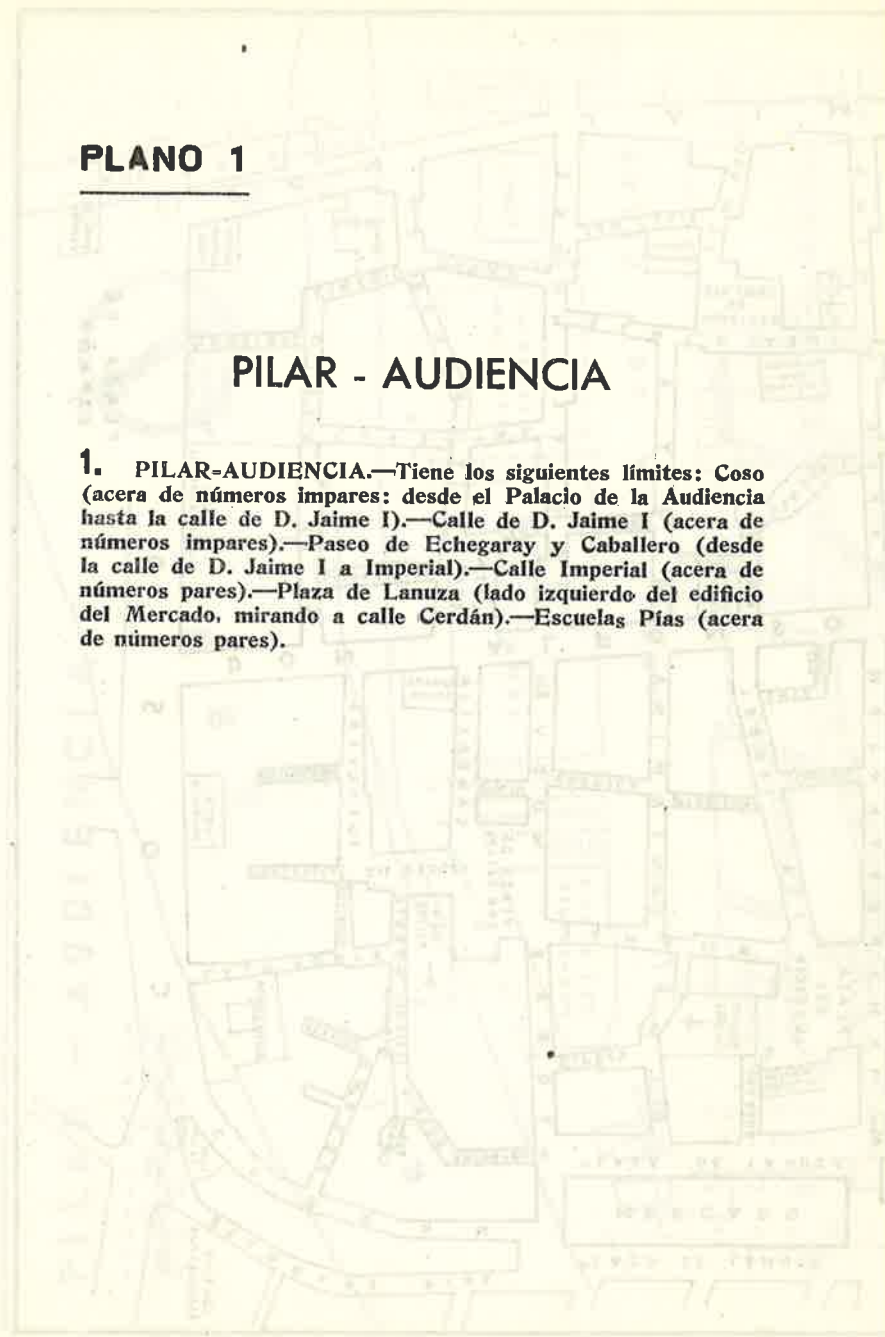 PLANO 1
PILAR - AUDIENCIA
1. PILAR=AUDIENCIA.—Tiene los siguientes límites: Coso
(acera de números impares: desde el Palacio de la Audiencia
hasta la calle de D. Jaime I).—Calle de D. Jaime I (acera de
números impares).—Paseo de Echegaray y Caballero (desde
la calle de D. Jaime I a Imperial).—Calle Imperial (acera de
números pares).—Plaza de Lanuza (lado izquierdo del edificio
del Mercado, mirando a calle Cerdán).—Escuelas Pías (acera
de números pares).